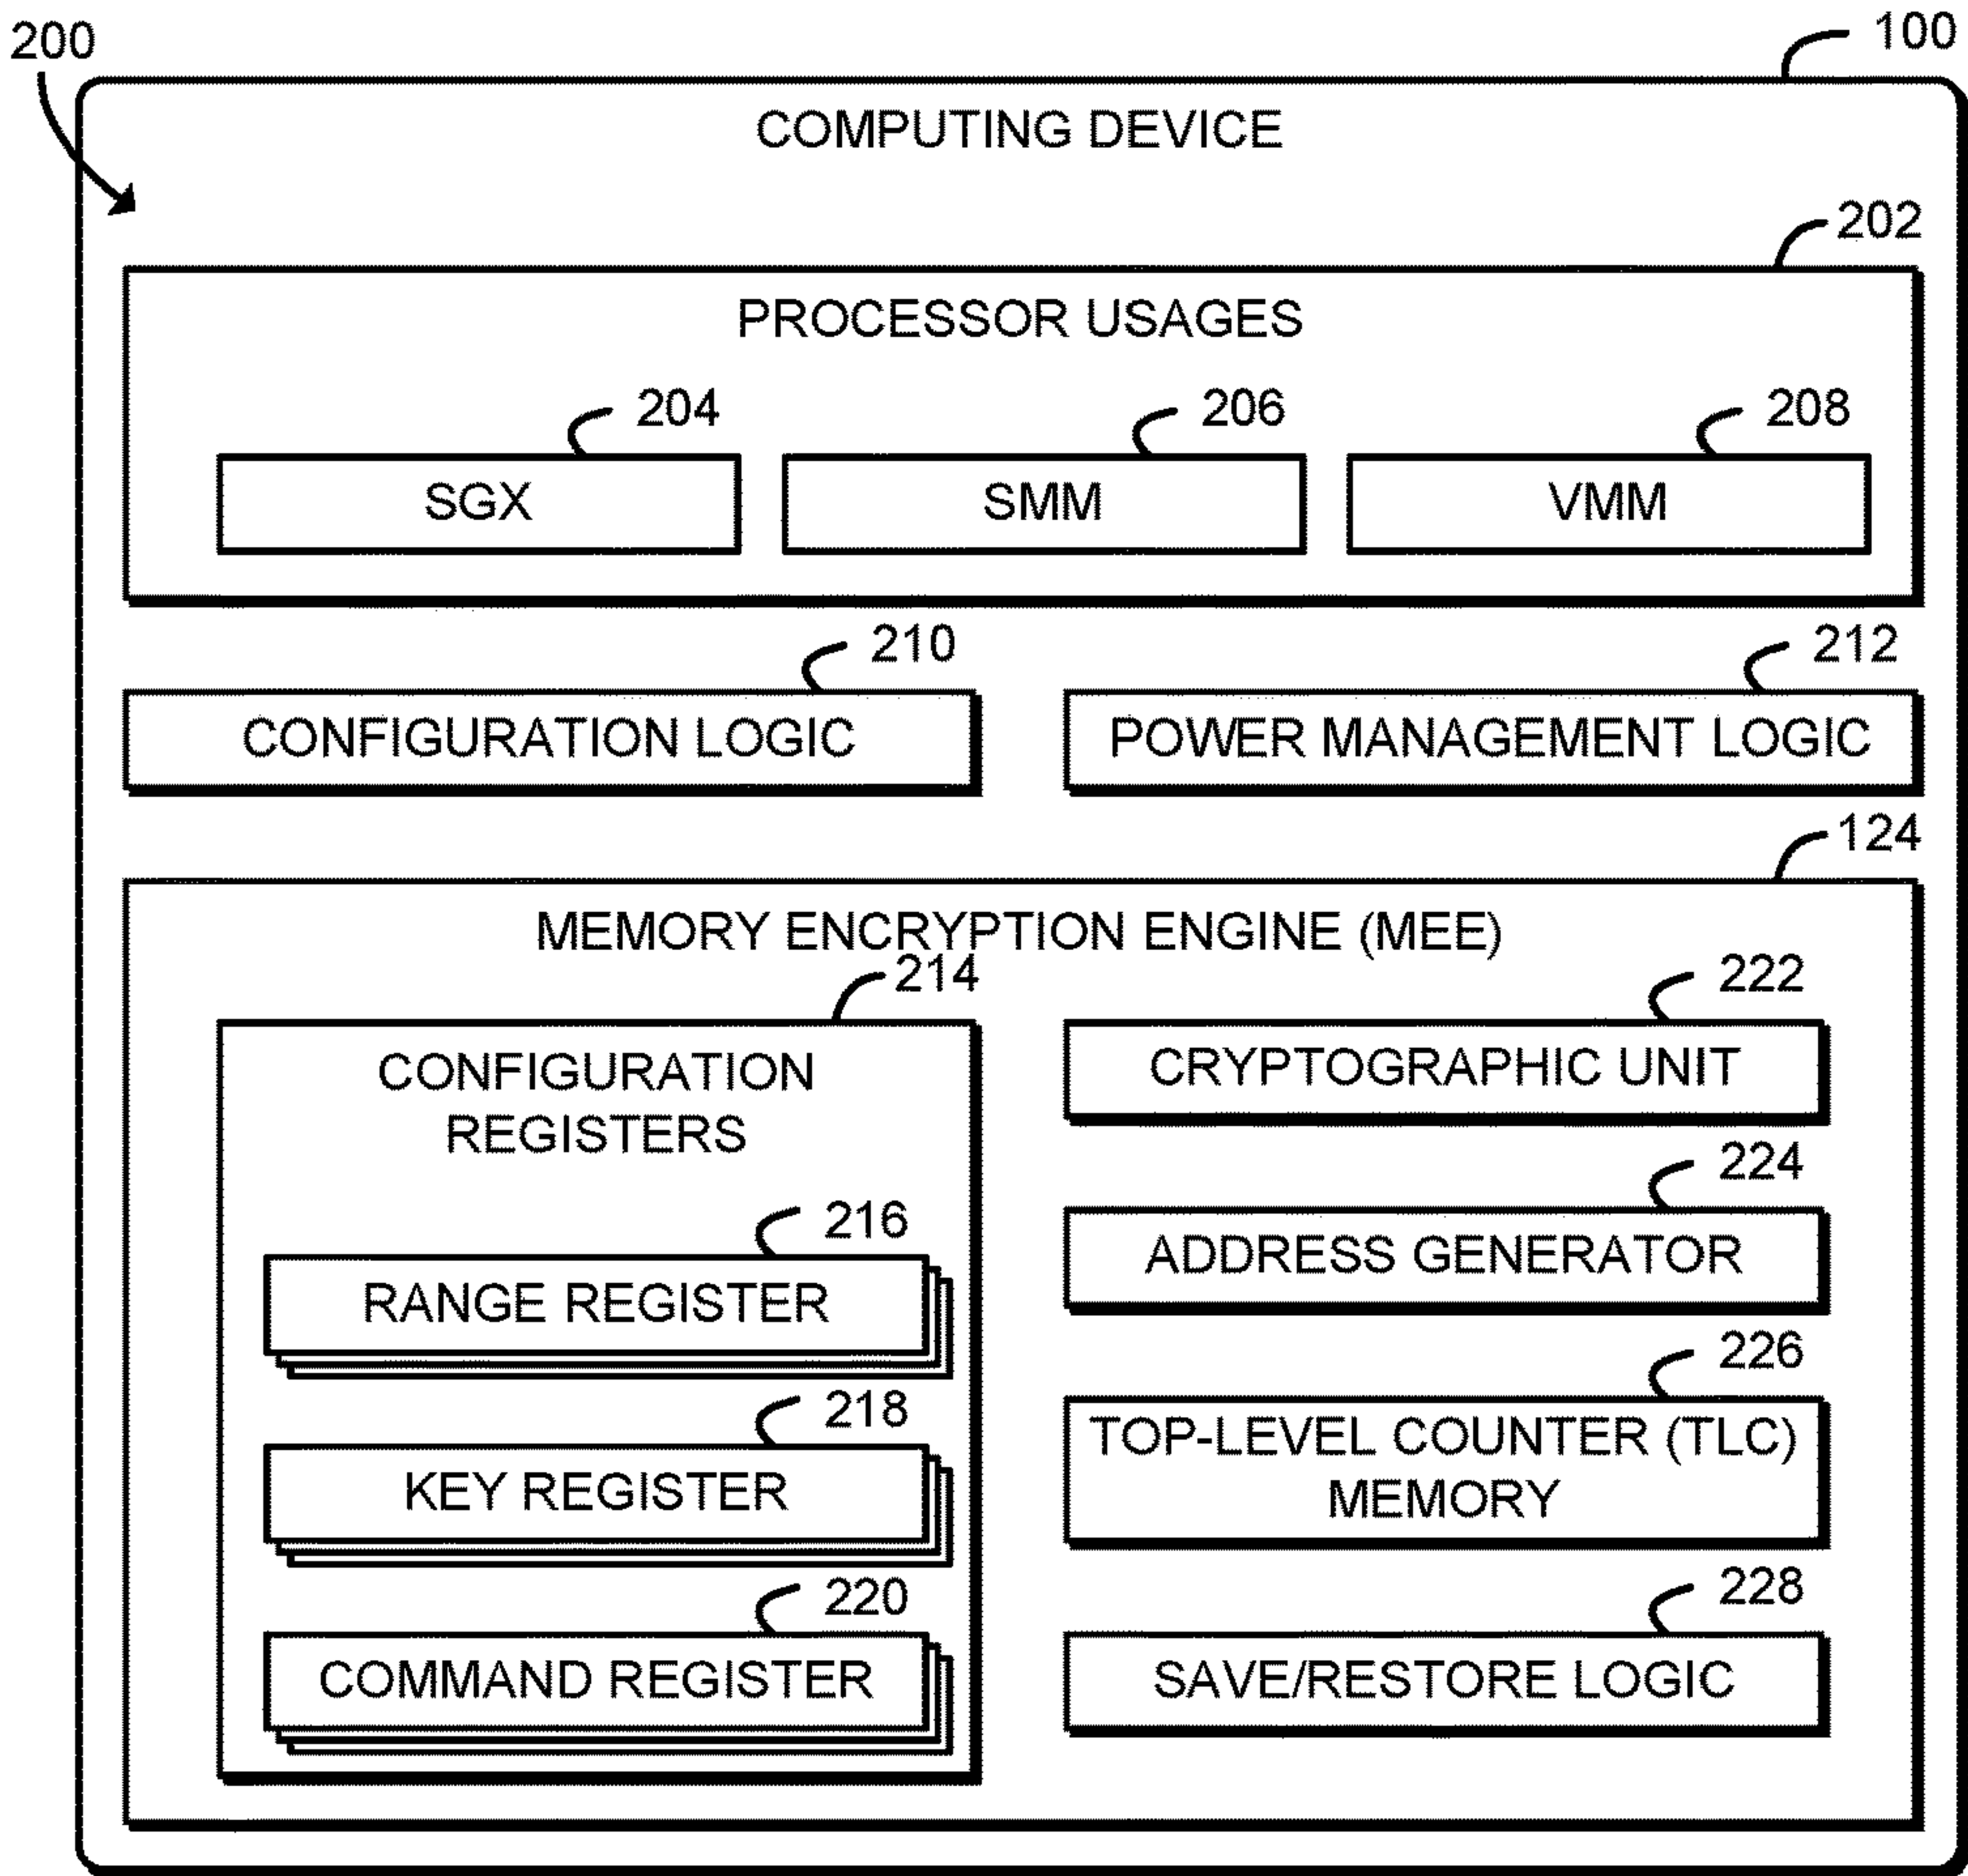 200
100
COMPUTING DEVICE
202
PROCESSOR USAGES
204
206
208
SGX
SMM
VMM
210
212
CONFIGURATION LOGIC
POWER MANAGEMENT LOGIC
124
MEMORY ENCRYPTION ENGINE (MEE)
214
CONFIGURATION
REGISTERS
216
RANGE REGISTER
218
KEY REGISTER
220
COMMAND REGISTER
222
CRYPTOGRAPHIC UNIT
224
ADDRESS GENERATOR
226
TOP-LEVEL COUNTER (TLC)
MEMORY
228
SAVE/RESTORE LOGIC